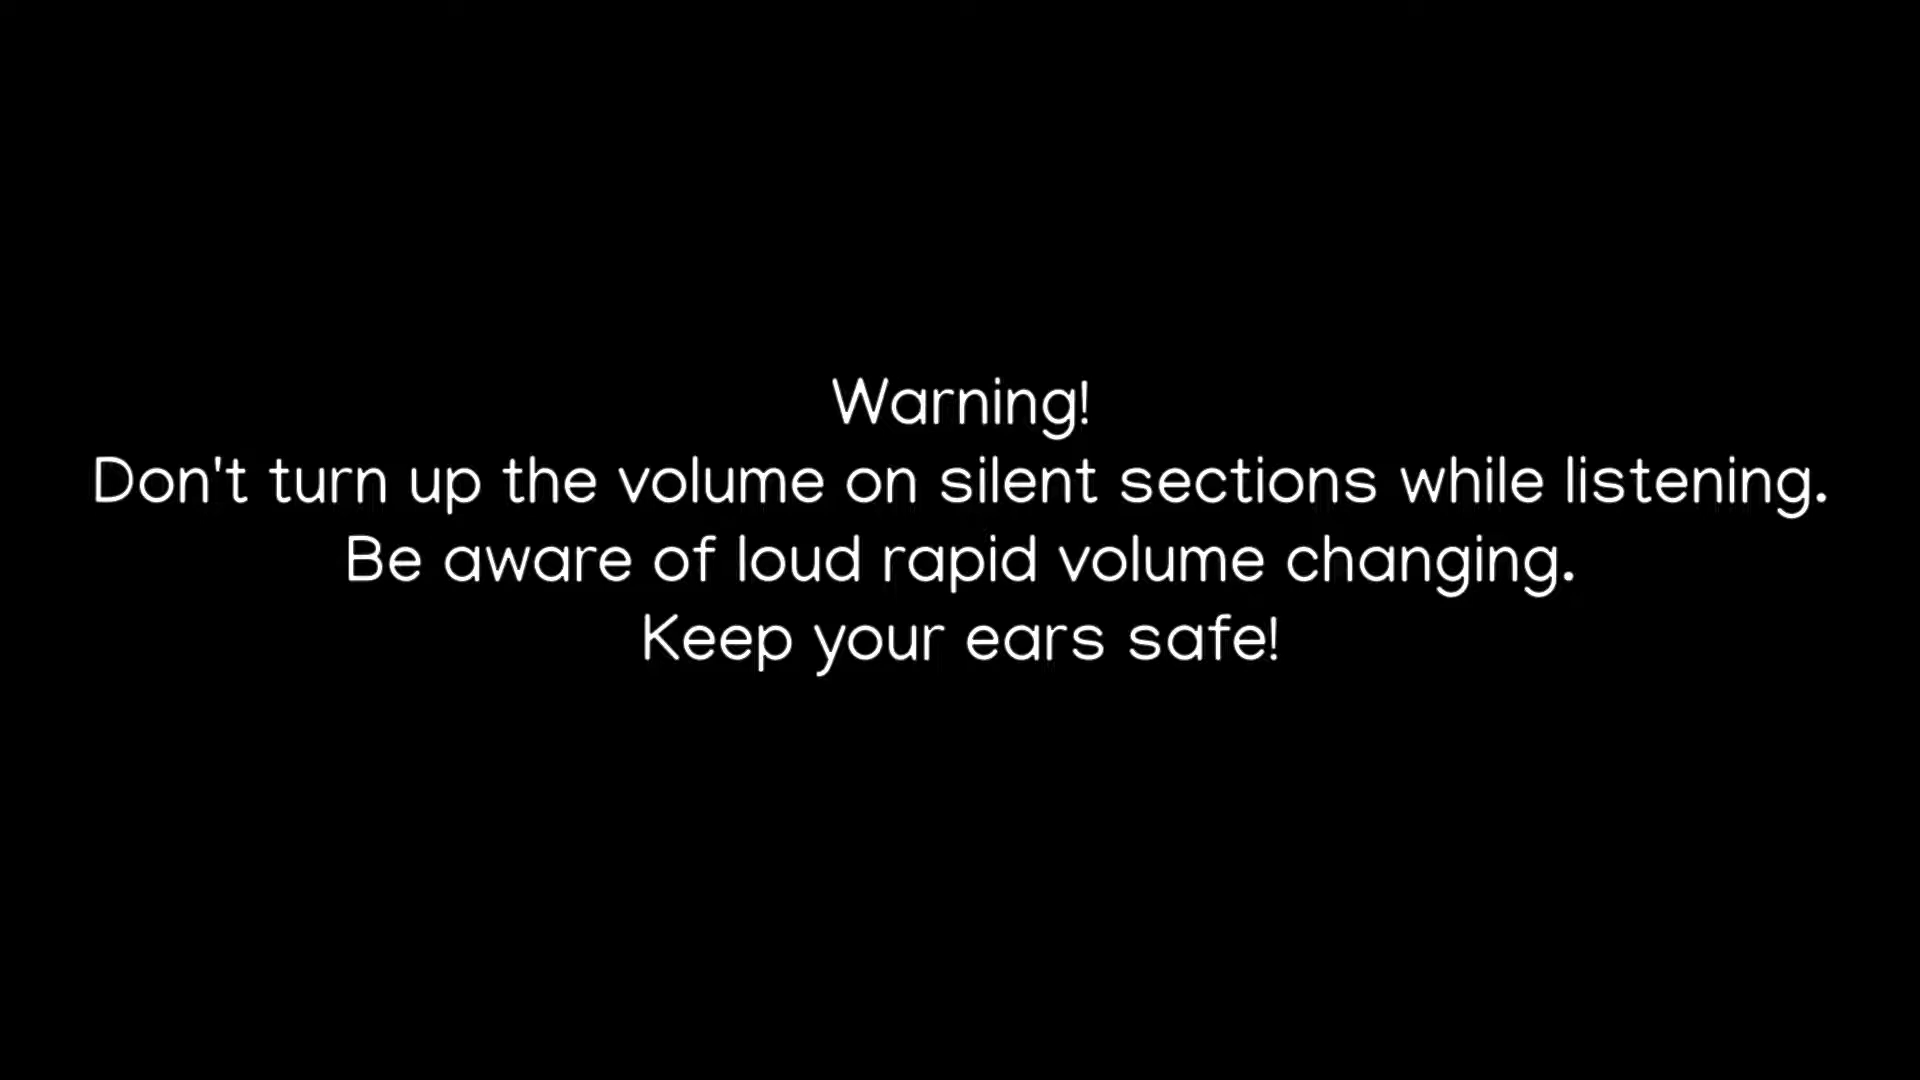 Warning!
Don't turn up the volume on silent sections while listening.
Be aware of loud rapid volume changing.
Keep your ears safe!